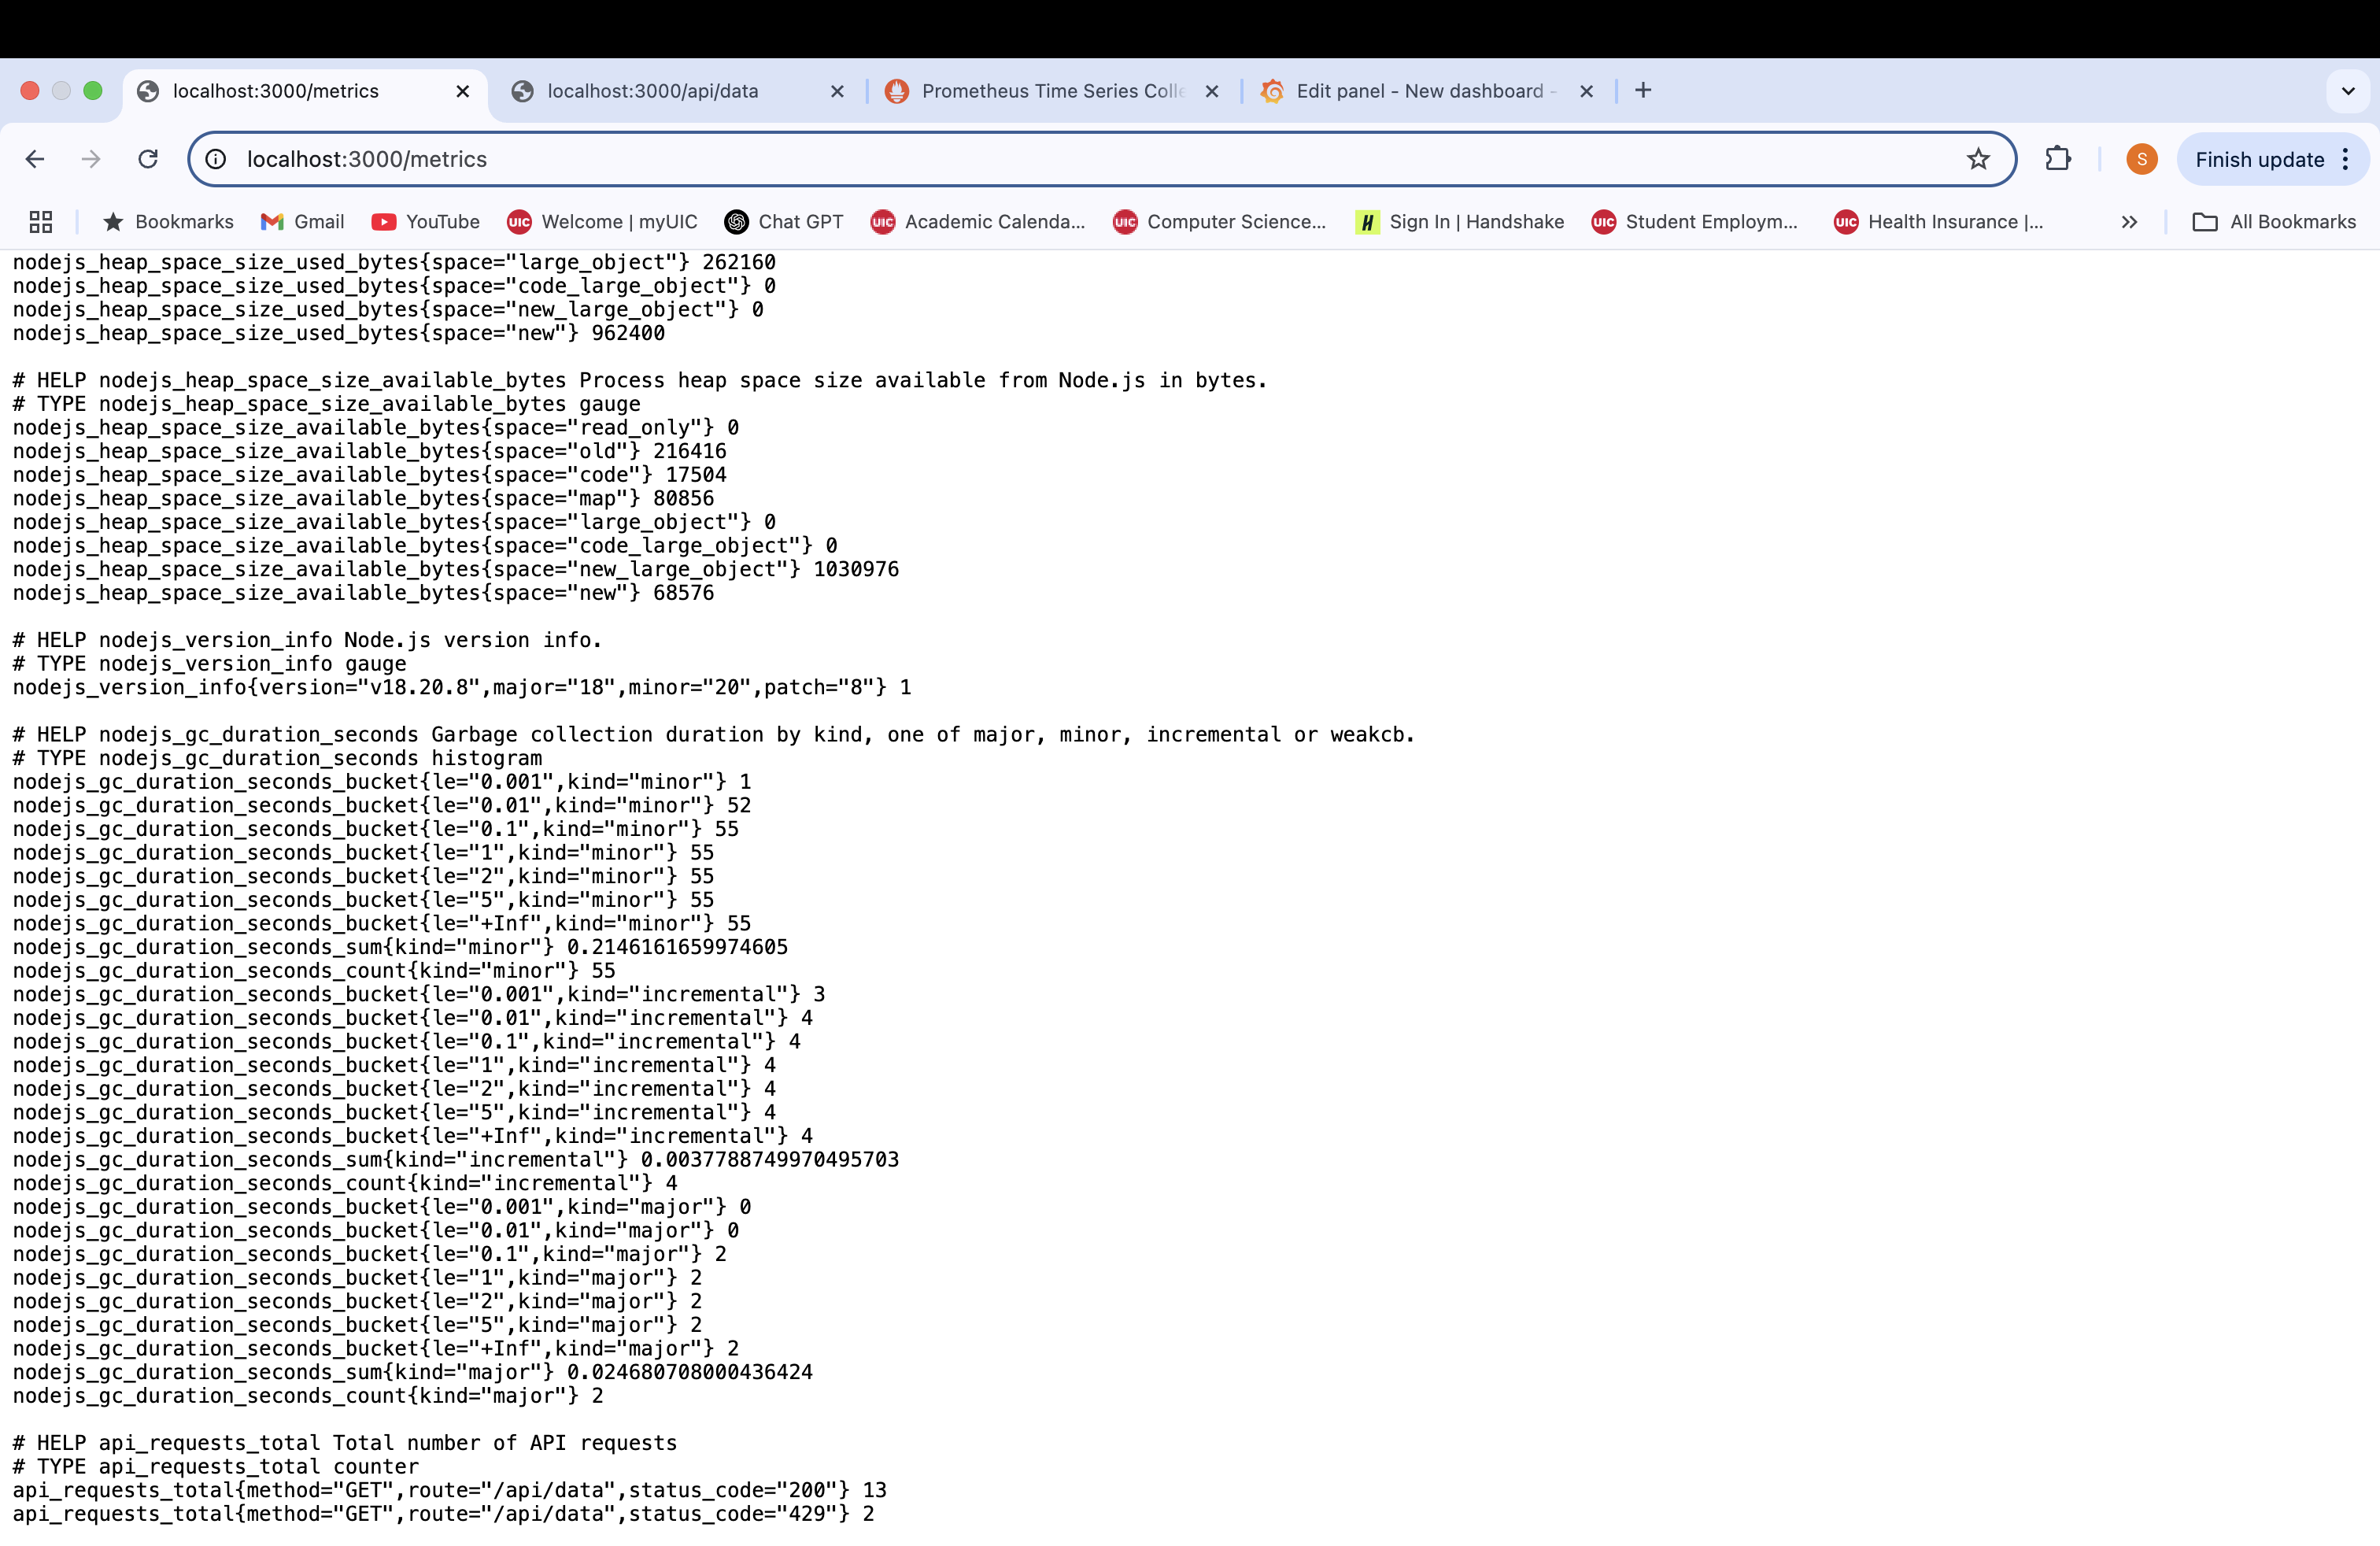 localhost:3000/metrics
localhost:3000/api/data
Prometheus Time Series Colle
Edit panel - New dashboard -
localhost:3000/metrics
S
Finish update
Bookmarks
Gmail
YouTube
UIC Welcome | myUIC
Chat GPT
UIC Academic Calenda...
UIC Computer Science...
H Sign In | Handshake
UIC Student Employm...
UIC Health Insurance |...
All Bookmarks
nodejs_heap_space_size_used_bytes{space="large_object"} 262160
nodejs_heap_space_size_used_bytes{space="code_large_object"} 0
nodejs_heap_space_size_used_bytes{space="new_large_object"} 0
nodejs_heap_space_size_used_bytes{space="new"} 962400
# HELP nodejs_heap_space_size_available_bytes Process heap space size available from Node.js in bytes.
# TYPE nodejs_heap_space_size_available_bytes gauge
nodejs_heap_space_size_available_bytes{space="read_only"} 0
nodejs_heap_space_size_available_bytes{space="old"} 216416
nodejs_heap_space_size_available_bytes{space="code"} 17504
nodejs_heap_space_size_available_bytes{space="map"} 80856
nodejs_heap_space_size_available_bytes{space="large_object"} 0
nodejs_heap_space_size_available_bytes{space="code_large_object"} 0
nodejs_heap_space_size_available_bytes{space="new_large_object"} 1030976
nodejs_heap_space_size_available_bytes{space="new"} 68576
# HELP nodejs_version_info Node.js version info.
# TYPE nodejs_version_info gauge
nodejs_version_info{version="v18.20.8",major="18",minor="20",patch="8"} 1
# HELP nodejs_gc_duration_seconds Garbage collection duration by kind, one of major, minor, incremental or weakcb.
# TYPE nodejs_gc_duration_seconds histogram
nodejs_gc_duration_seconds_bucket{le="0.001",kind="minor"} 1
nodejs_gc_duration_seconds_bucket{le="0.01",kind="minor"} 52
nodejs_gc_duration_seconds_bucket{le="0.1",kind="minor"} 55
nodejs_gc_duration_seconds_bucket{le="1",kind="minor"} 55
nodejs_gc_duration_seconds_bucket{le="2",kind="minor"} 55
nodejs_gc_duration_seconds_bucket{le="5",kind="minor"} 55
nodejs_gc_duration_seconds_bucket{le="+Inf",kind="minor"} 55
nodejs_gc_duration_seconds_sum{kind="minor"} 0.2146161659974605
nodejs_gc_duration_seconds_count{kind="minor"} 55
nodejs_gc_duration_seconds_bucket{le="0.001",kind="incremental"} 3
nodejs_gc_duration_seconds_bucket{le="0.01",kind="incremental"} 4
nodejs_gc_duration_seconds_bucket{le="0.1",kind="incremental"} 4
nodejs_gc_duration_seconds_bucket{le="1",kind="incremental"} 4
nodejs_gc_duration_seconds_bucket{le="2",kind="incremental"} 4
nodejs_gc_duration_seconds_bucket{le="5",kind="incremental"} 4
nodejs_gc_duration_seconds_bucket{le="+Inf",kind="incremental"} 4
nodejs_gc_duration_seconds_sum{kind="incremental"} 0.0037788749970495703
nodejs_gc_duration_seconds_count{kind="incremental"} 4
nodejs_gc_duration_seconds_bucket{le="0.001",kind="major"} 0
nodejs_gc_duration_seconds_bucket{le="0.01",kind="major"} 0
nodejs_gc_duration_seconds_bucket{le="0.1",kind="major"} 2
nodejs_gc_duration_seconds_bucket{le="1",kind="major"} 2
nodejs_gc_duration_seconds_bucket{le="2",kind="major"} 2
nodejs_gc_duration_seconds_bucket{le="5",kind="major"} 2
nodejs_gc_duration_seconds_bucket{le="+Inf",kind="major"} 2
nodejs_gc_duration_seconds_sum{kind="major"} 0.024680708000436424
nodejs_gc_duration_seconds_count{kind="major"} 2
# HELP api_requests_total Total number of API requests
# TYPE api_requests_total counter
api_requests_total{method="GET",route="/api/data",status_code="200"} 13
api_requests_total{method="GET",route="/api/data",status_code="429"} 2